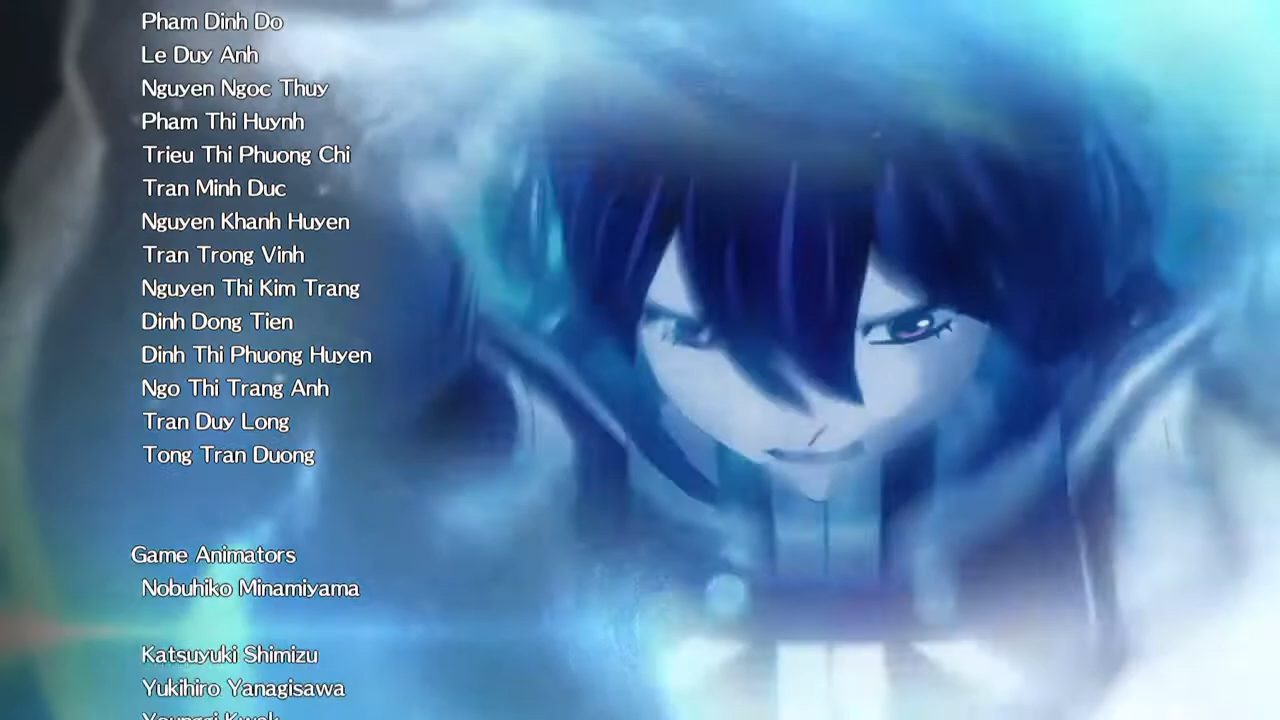 Pham Dinh Do
Le Duy Anh
Nguyen Ngoc Thuy
Pham Thi Huynh
Trieu Thi Phuong Chi
Tran Minh Duc
Nguyen Khanh Huyen
Tran Trong Vinh
Nguyen Thi Kim Trang
Dinh Dong Tien
Dinh Thi Phuong Huyen
Ngo Thi Trang Anh
Tran Duy Long
Tong Tran Duong
Game Animators
Nobuhiko Minamiyama
Katsuyuki Shimizu
Yukihiro Yanagisawa